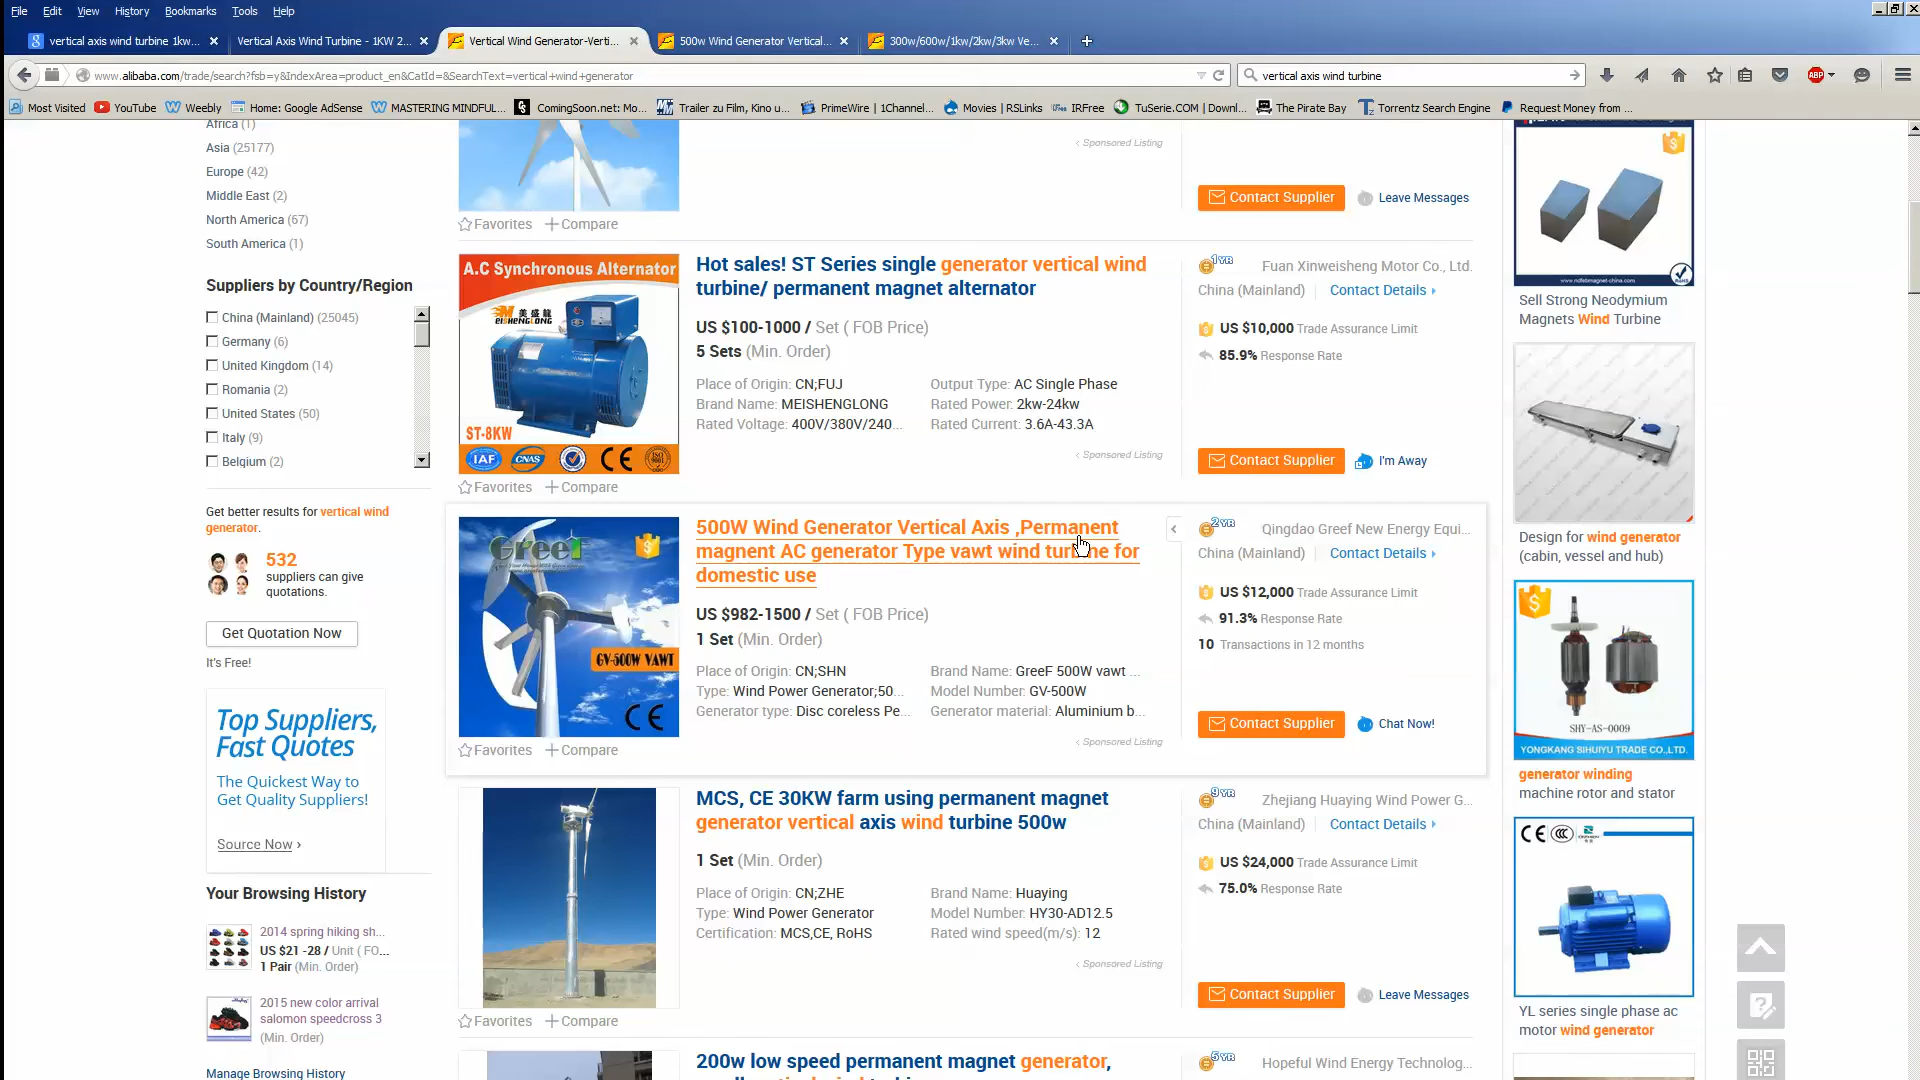 File Edit View History Bookmarks Tools Help
vertical axis wind turbine 1kw...
Vertical Axis Wind Turbine - 1KW 2...
Vertical Wind Generator-Verti...
500w Wind Generator Vertical...
300w/600w/1kw/2kw/3kw Ve...
www.alibaba.com/trade/search?fsb=y&IndexArea=product_en&CatId=&SearchText=vertical+wind+generator
vertical axis wind turbine
ABP
Most Visited YouTube Weebly Home: Google AdSense MASTERING MINDFUL... ComingSoon.net: Mo... Trailer zu Film, Kino u... PrimeWire | 1Channel... Movies | RSLinks IRFree TuSerie.COM | Downl... The Pirate Bay Torrentz Search Engine Request Money from ...
Africa (1)
Asia (25177)
Europe (42)
Middle East (2)
North America (67)
South America (1)
Suppliers by Country/Region
China (Mainland) (25045)
Germany (6)
United Kingdom (14)
Romania (2)
United States (50)
Italy (9)
Belgium (2)
Get better results for vertical wind
generator.
532
suppliers can give
quotations.
Get Quotation Now
It's Free!
Top Suppliers,
Fast Quotes
The Quickest Way to
Get Quality Suppliers!
Source Now ›
Your Browsing History
2014 spring hiking sh...
US $21 -28 / Unit ( FO...
1 Pair (Min. Order)
2015 new color arrival
salomon speedcross 3
(Min. Order)
Manage Browsing History
Sponsored Listing
Contact Supplier Leave Messages
Favorites Compare
A.C Synchronous Alternator
美盛龍
MEISHENGLONG
ST-8KW
IAF CNAS CE
Hot sales! ST Series single generator vertical wind
turbine/ permanent magnet alternator
US $100-1000 / Set ( FOB Price)
5 Sets (Min. Order)
Place of Origin: CN;FUJ Output Type: AC Single Phase
Brand Name: MEISHENGLONG Rated Power: 2kw-24kw
Rated Voltage: 400V/380V/240... Rated Current: 3.6A-43.3A
Sponsored Listing
1YR Fuan Xinweisheng Motor Co., Ltd.
China (Mainland) Contact Details
US $10,000 Trade Assurance Limit
85.9% Response Rate
Contact Supplier I'm Away
Favorites Compare
GreeF
GV-500W VAWT
CE
500W Wind Generator Vertical Axis ,Permanent
magnent AC generator Type vawt wind turbine for
domestic use
US $982-1500 / Set ( FOB Price)
1 Set (Min. Order)
Place of Origin: CN;SHN Brand Name: GreeF 500W vawt ...
Type: Wind Power Generator;50... Model Number: GV-500W
Generator type: Disc coreless Pe... Generator material: Aluminium b...
Sponsored Listing
2YR Qingdao Greef New Energy Equi...
China (Mainland) Contact Details
US $12,000 Trade Assurance Limit
91.3% Response Rate
10 Transactions in 12 months
Contact Supplier Chat Now!
Favorites Compare
MCS, CE 30KW farm using permanent magnet
generator vertical axis wind turbine 500w
1 Set (Min. Order)
Place of Origin: CN;ZHE Brand Name: Huaying
Type: Wind Power Generator Model Number: HY30-AD12.5
Certification: MCS,CE, RoHS Rated wind speed(m/s): 12
Sponsored Listing
9YR Zhejiang Huaying Wind Power G...
China (Mainland) Contact Details
US $24,000 Trade Assurance Limit
75.0% Response Rate
Contact Supplier Leave Messages
Favorites Compare
200w low speed permanent magnet generator,
5YR Hopeful Wind Energy Technolog...
Sell Strong Neodymium
Magnets Wind Turbine
Design for wind generator
(cabin, vessel and hub)
SHY-AS-0009
YONGKANG SIHUIYU TRADE CO.,LTD.
generator winding
machine rotor and stator
CE CCC
YL series single phase ac
motor wind generator